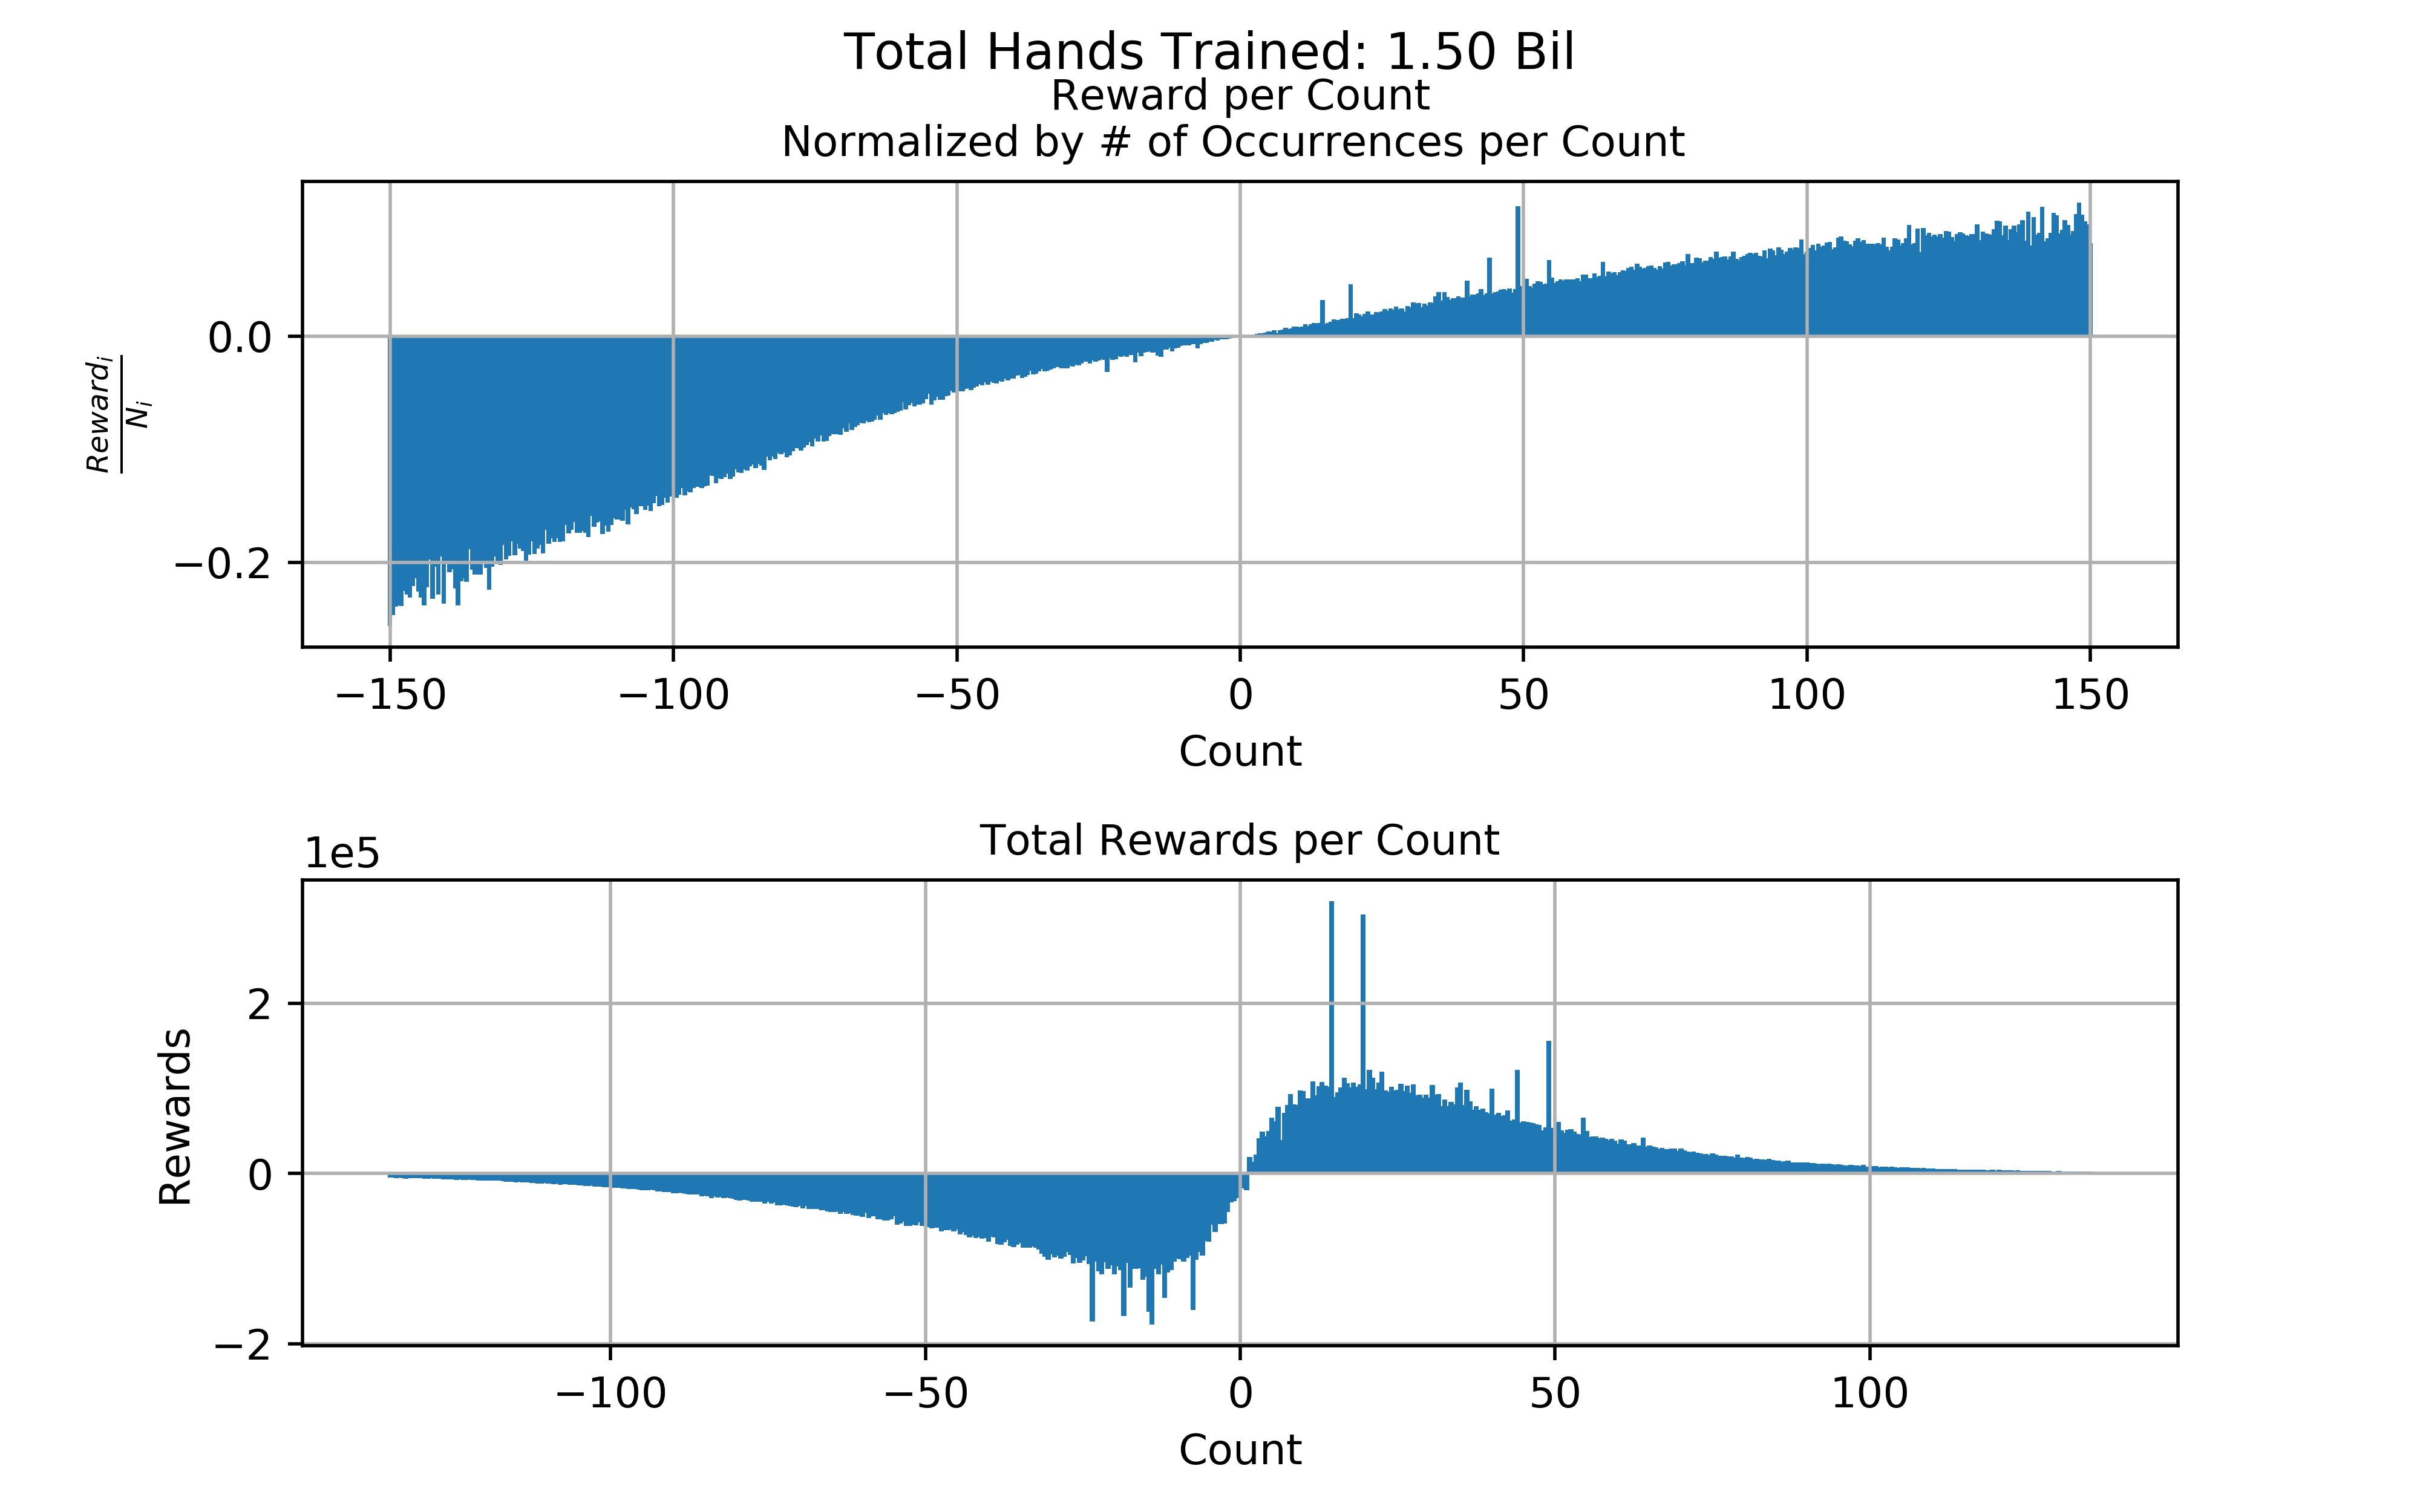 Total Hands Trained: 1.50 Bil
Reward per Count
Normalized by # of Occurrences per Count
0.0
−0.2
Reward_i
N_i
−150 −100 −50 0 50 100 150
Count
Total Rewards per Count
1e5
2
0
−2
Rewards
−100 −50 0 50 100
Count